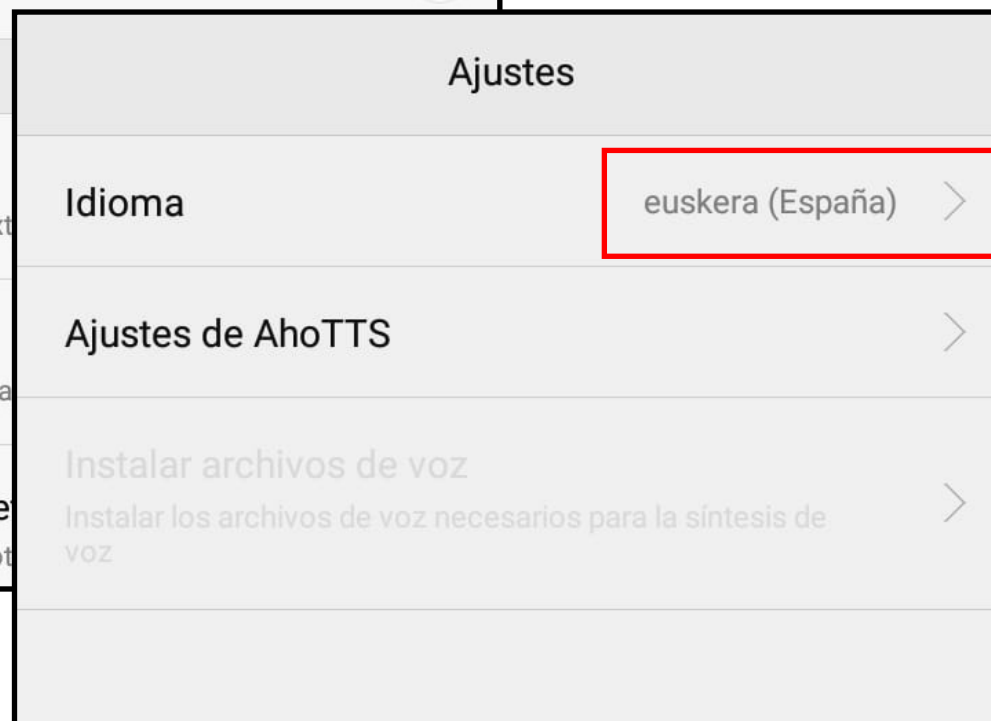 Ajustes
Idioma
euskera (España)
Ajustes de AhoTTS
Instalar archivos de voz
Instalar los archivos de voz necesarios para la síntesis de
voz